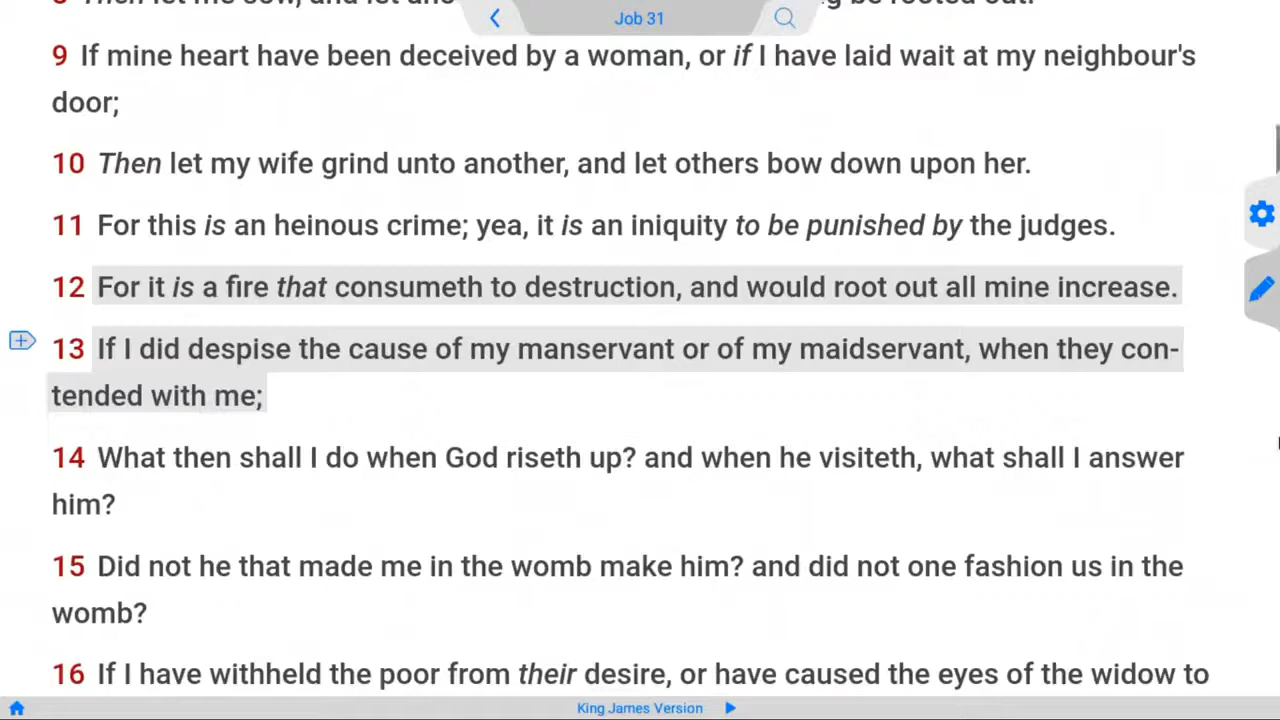 Job 31
9 If mine heart have been deceived by a woman, or if I have laid wait at my neighbour's
door;
10 Then let my wife grind unto another, and let others bow down upon her.
11 For this is an heinous crime; yea, it is an iniquity to be punished by the judges.
12 For it is a fire that consumeth to destruction, and would root out all mine increase.
13 If I did despise the cause of my manservant or of my maidservant, when they con-
tended with me;
14 What then shall I do when God riseth up? and when he visiteth, what shall I answer
him?
15 Did not he that made me in the womb make him? and did not one fashion us in the
womb?
16 If I have withheld the poor from their desire, or have caused the eyes of the widow to
King James Version